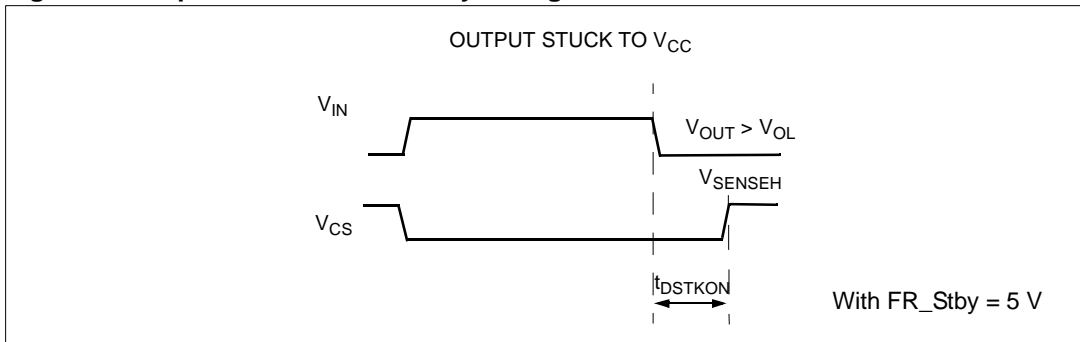 OUTPUT STUCK TO VCC
VIN
VOUT > VOL
VSENSEH
VCS
tDSTKON
With FR_Stby = 5 V